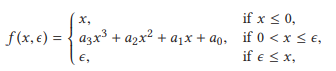 x, if x ≤ 0,
f(x, ϵ) = { a₃x³ + a₂x² + a₁x + a₀, if 0 < x ≤ ϵ,
ϵ, if ϵ ≤ x,